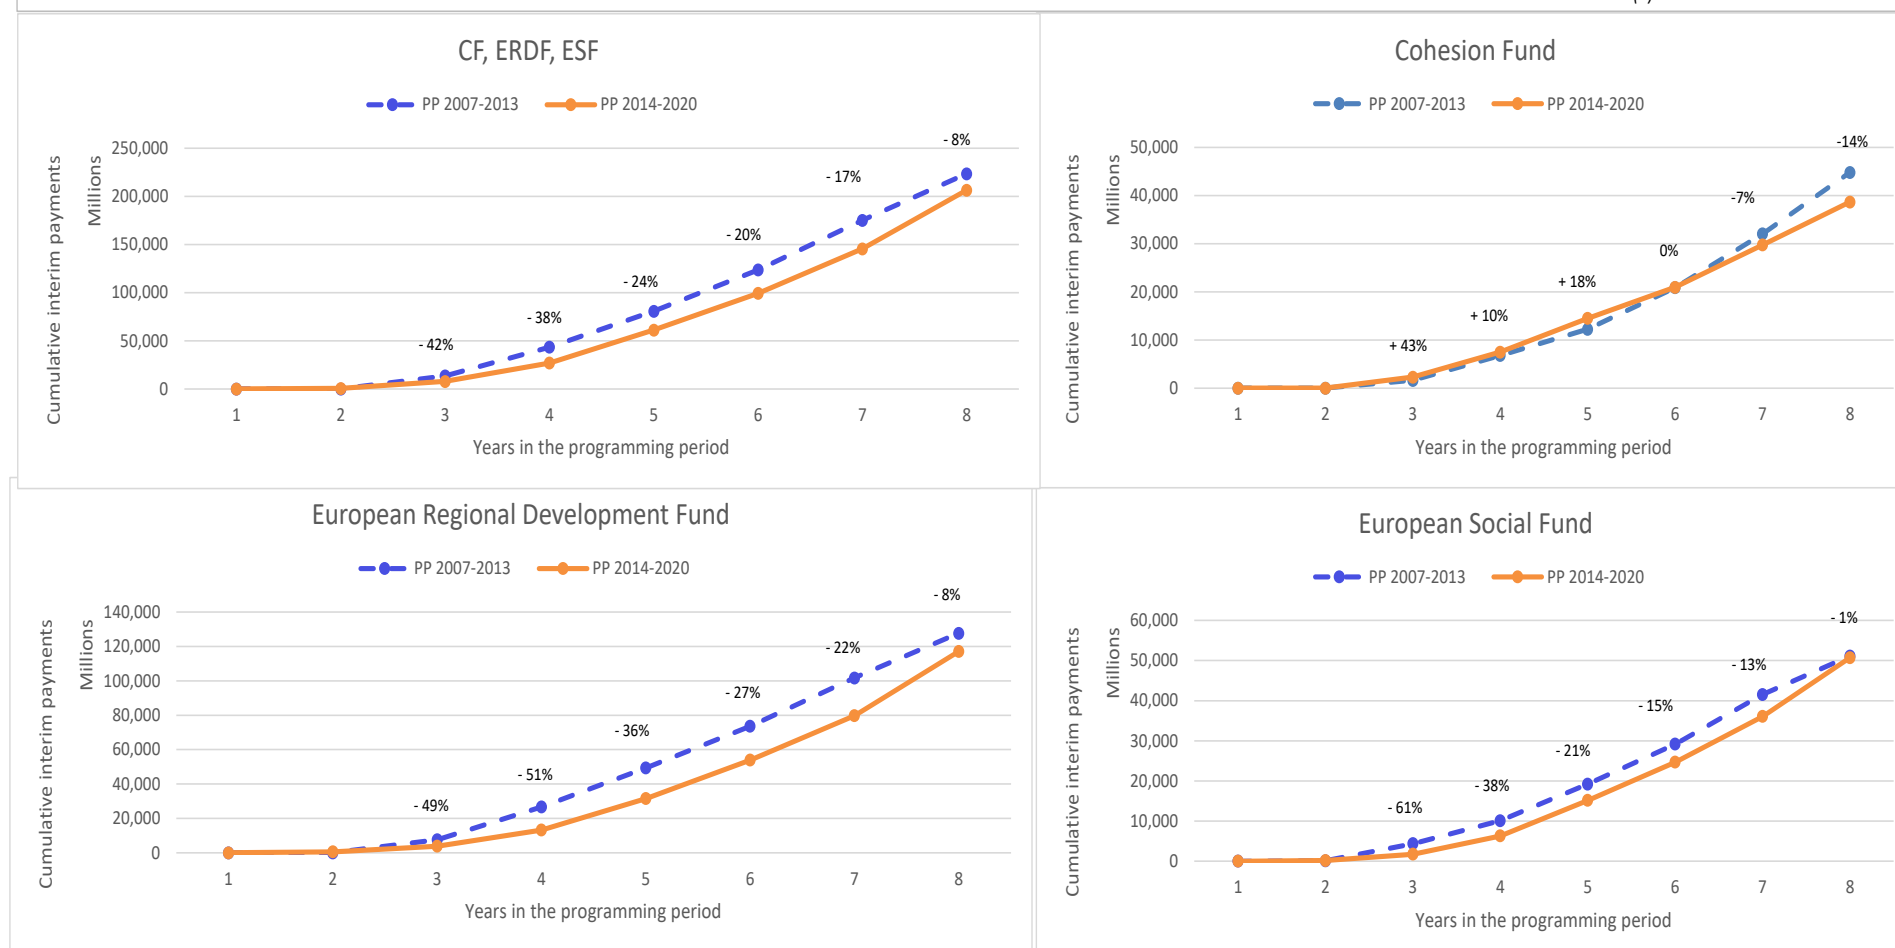 CF, ERDF, ESF
PP 2007-2013 PP 2014-2020
Cumulative interim payments
Millions
250,000
200,000
150,000
100,000
50,000
0
- 42%
- 38%
- 24%
- 20%
- 17%
- 8%
1 2 3 4 5 6 7 8
Years in the programming period
Cohesion Fund
PP 2007-2013 PP 2014-2020
Cumulative interim payments
Millions
50,000
40,000
30,000
20,000
10,000
0
+ 43%
+ 10%
+ 18%
0%
-7%
-14%
1 2 3 4 5 6 7 8
Years in the programming period
European Regional Development Fund
PP 2007-2013 PP 2014-2020
Cumulative interim payments
Millions
140,000
120,000
100,000
80,000
60,000
40,000
20,000
0
- 49%
- 51%
- 36%
- 27%
- 22%
- 8%
1 2 3 4 5 6 7 8
Years in the programming period
European Social Fund
PP 2007-2013 PP 2014-2020
Cumulative interim payments
Millions
60,000
50,000
40,000
30,000
20,000
10,000
0
- 61%
- 38%
- 21%
- 15%
- 13%
- 1%
1 2 3 4 5 6 7 8
Years in the programming period